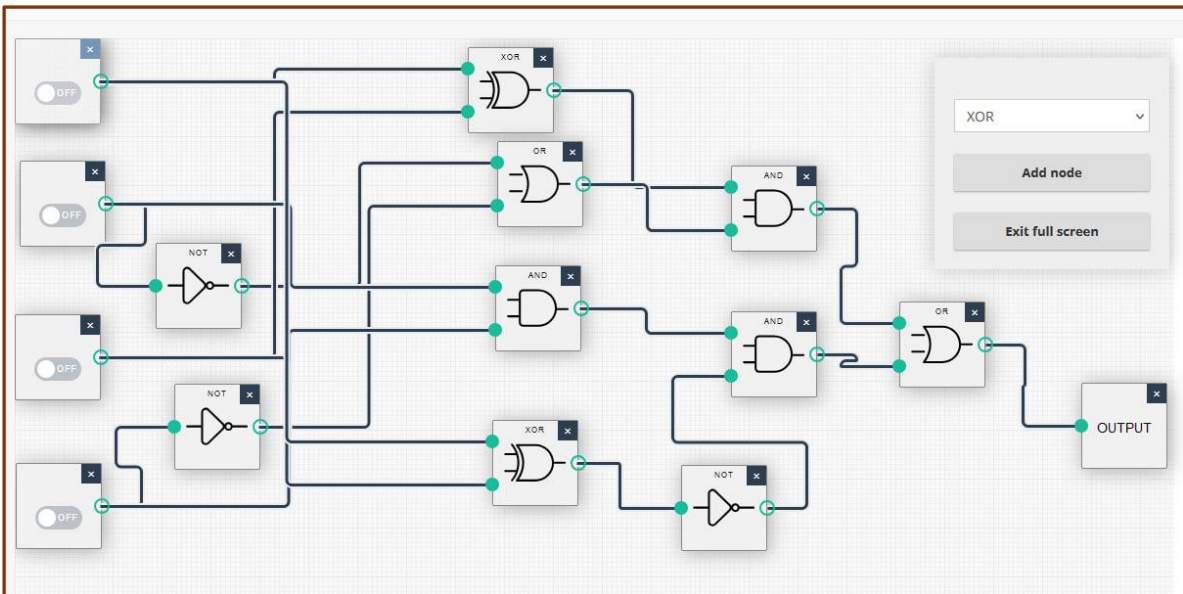 ×
OFF
×
OFF
NOT ×
×
OFF
NOT ×
×
OFF
XOR ×
OR ×
AND ×
XOR ×
AND ×
AND ×
NOT ×
OR ×
×
OUTPUT
XOR
Add node
Exit full screen